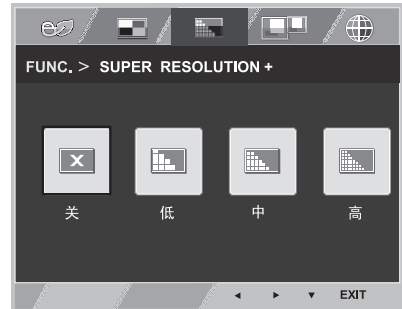 FUNC. > SUPER RESOLUTION +
关 低 中 高
EXIT